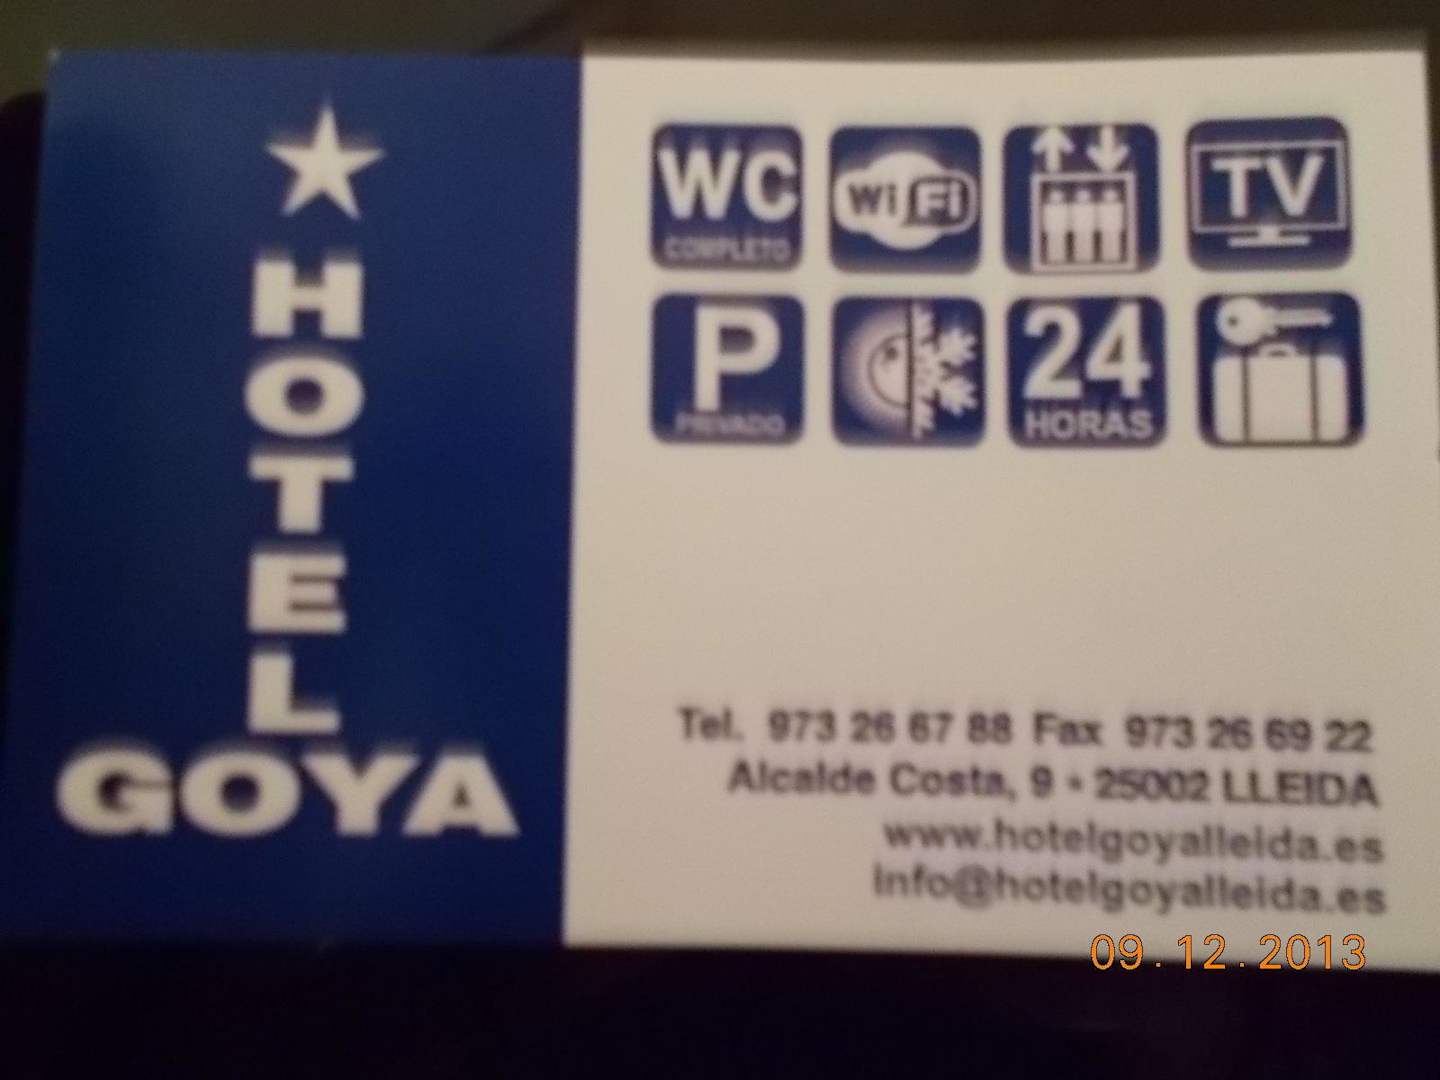 HOTEL
GOYA
WC
COMPLETO
WiFi
TV
P
PRIVADO
24
HORAS
Tel. 973 26 67 88 Fax 973 26 69 22
Alcalde Costa, 9 • 25002 LLEIDA
www.hotelgoyalleida.es
info@hotelgoyalleida.es
09.12.2013